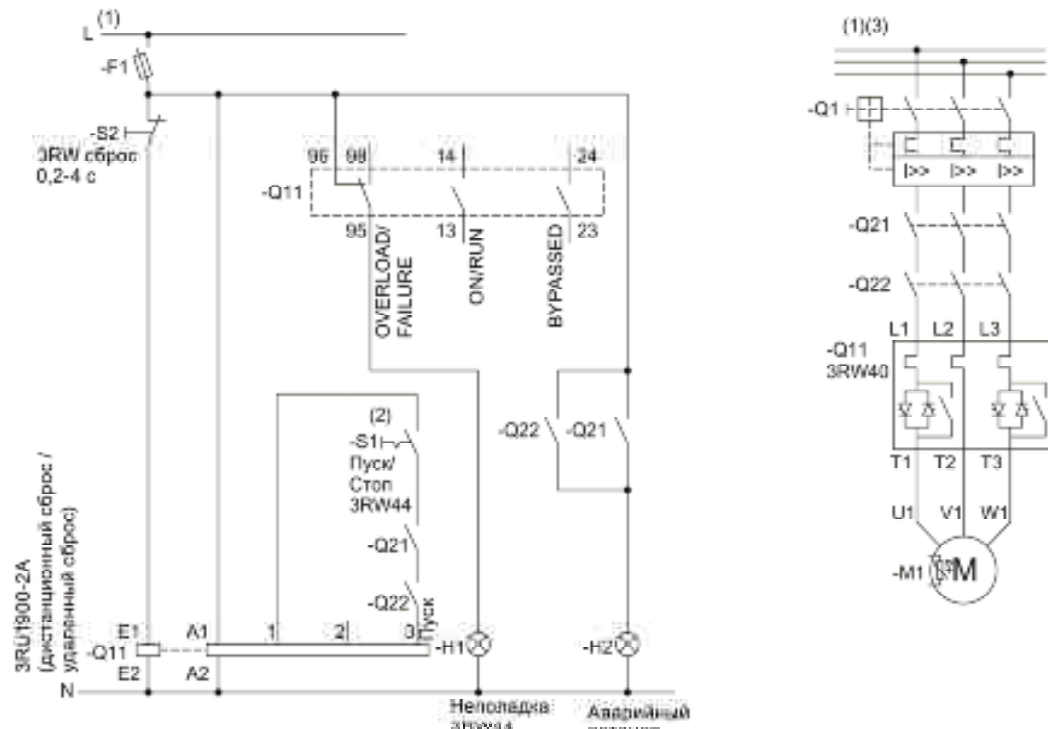 L (1)
-F1
-S2
3RW сброс
0,2-4 с
96 98 14 24
-Q11
95 13 23
OVERLOAD/
FAILURE
ON/RUN
BYPASSED
(2)
-S1
Пуск/
Стоп
3RW44
-Q21
-Q22
Пуск
-Q22 -Q21
3RU1900-2A
(дистанционный сброс /
удаленный сброс)
E1 A1 1 2 3
-Q11
E2 A2
N
-H1
-H2
Неполадка
3RW44
Аварийный
(1)(3)
-Q1
-Q21
-Q22
L1 L2 L3
-Q11
3RW40
T1 T2 T3
U1 V1 W1
-M1 M